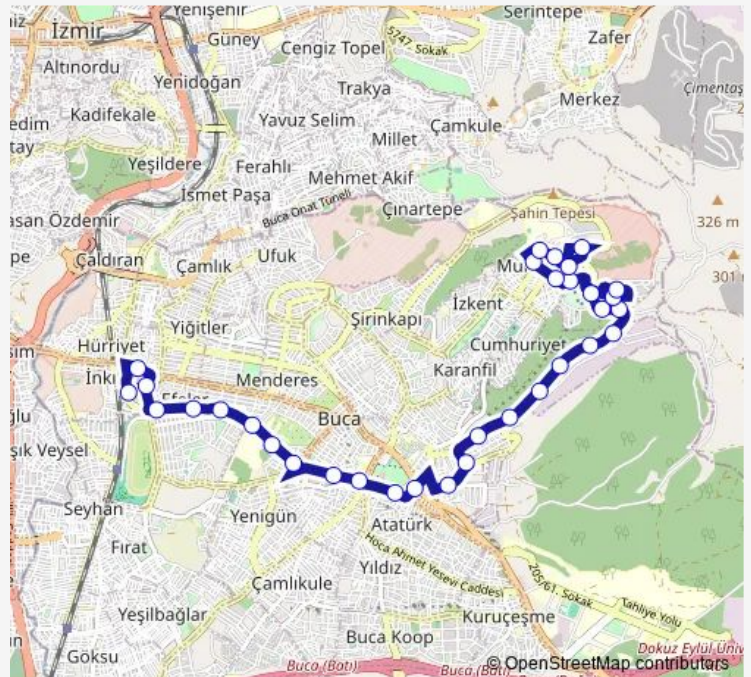 Yenişehir
Serintepe
İzmir
Güney
Cengiz Topel
5747 Sokak
Zafer
Altınordu
Yenidoğan
Trakya
Merkez
Çimentaş
Kadifekale
Yavuz Selim
Çamkule
Millet
tay
Yeşildere
Ferahlı
Mehmet Akif
İsmet Paşa
Buca Onat Tüneli
Çınartepe
Şahin Tepesi
asan Özdemir
326 m
Çaldıran
Çamlık
Ufuk
301
İzkent
Şirinkapı
Yiğitler
Hürriyet
Cumhuriyet
Karanfil
Menderes
Buca
şık Veysel
Seyhan
Yenigün
Atatürk
Fırat
Yıldız
Hoca Ahmet Yesevi Caddesi
205/61. Sokak
Çamlıkule
Tahliye Yolu
Yeşilbağlar
Kuruçeşme
Buca Koop
Göksu
Dokuz Eylül Üniv
Buca (Batı)
Buca (Batı)
© OpenStreetMap contributors